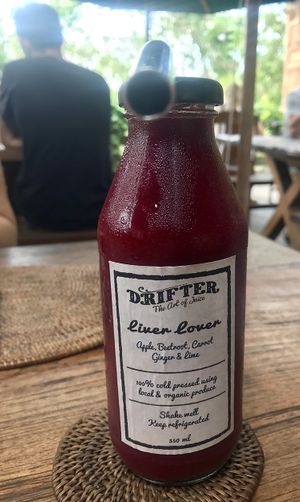 DRIFTER
The Art of Juice
Liver Lover
Apple, Beetroot, Carrot
Ginger & Lime
100% cold pressed using
local & organic produce
Shake well
Keep refrigerated
350 ml